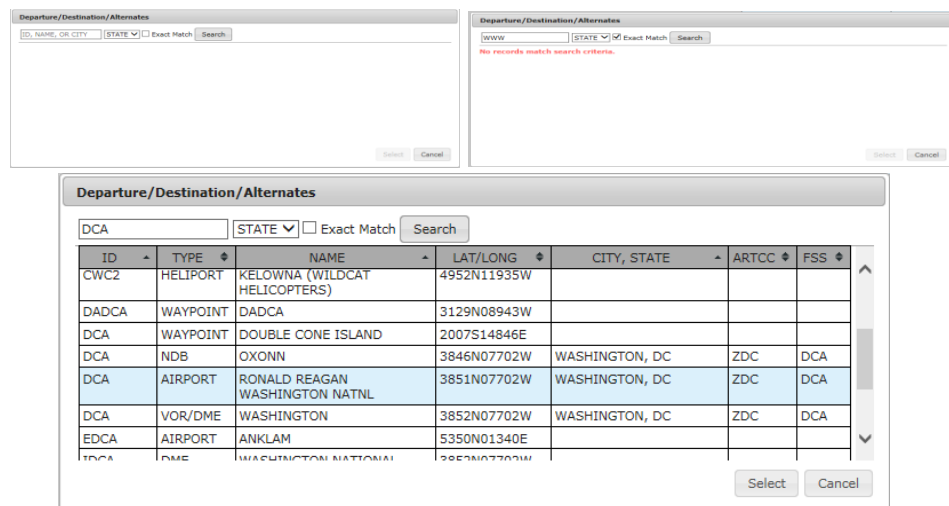 Departure/Destination/Alternates
ID, NAME, OR CITY STATE Exact Match Search
Select Cancel
Departure/Destination/Alternates
WWW STATE Exact Match Search
No records match search criteria.
Select Cancel
Departure/Destination/Alternates
DCA STATE Exact Match Search
ID TYPE NAME LAT/LONG CITY, STATE ARTCC FSS
CWC2 HELIPORT KELOWNA (WILDCAT 4952N11935W
HELICOPTERS)
DADCA WAYPOINT DADCA 3129N08943W
DCA WAYPOINT DOUBLE CONE ISLAND 2007S14846E
DCA NDB OXONN 3846N07702W WASHINGTON, DC ZDC DCA
DCA AIRPORT RONALD REAGAN 3851N07702W WASHINGTON, DC ZDC DCA
WASHINGTON NATNL
DCA VOR/DME WASHINGTON 3852N07702W WASHINGTON, DC ZDC DCA
EDCA AIRPORT ANKLAM 5350N01340E
IDCA DME WASHINGTON NATIONAL 3852N07702W
Select Cancel